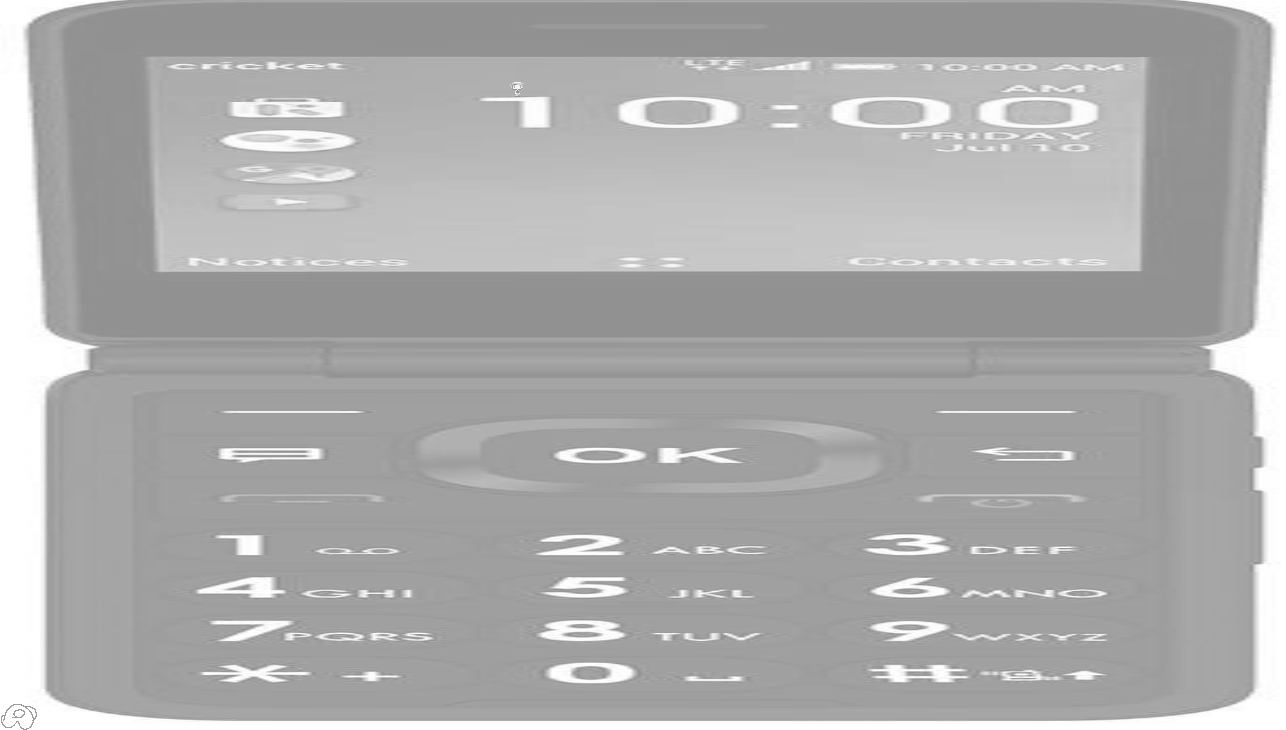 cricket LTE 10:00 AM
AM
10:00
FRIDAY
Jul 10
Notices Contacts
OK
1 2 ABC 3 DEF
4 GHI 5 JKL 6 MNO
7 PQRS 8 TUV 9 WXYZ
* + 0 #